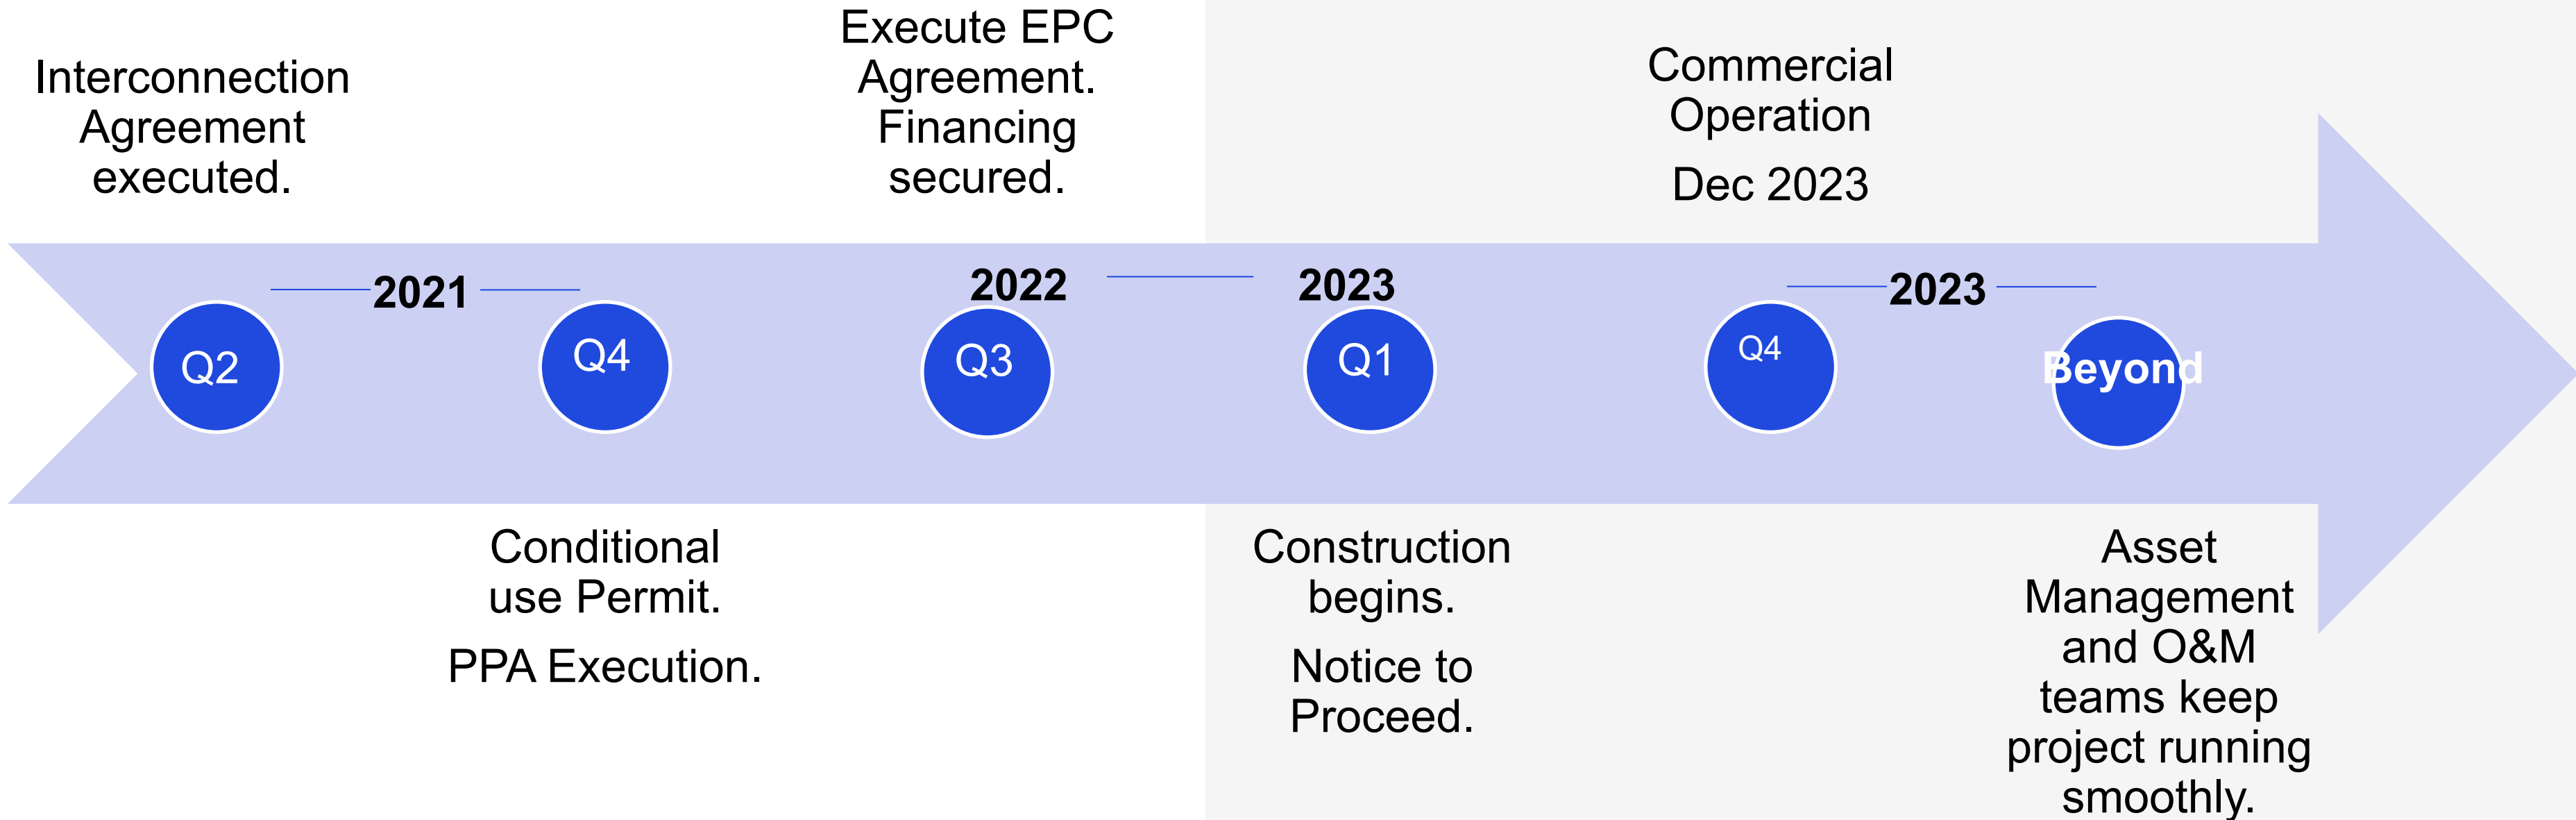 Interconnection
Agreement
executed.
Execute EPC
Agreement.
Financing
secured.
Commercial
Operation
Dec 2023
2021
2022
2023
2023
Q2
Q4
Q3
Q1
Q4
Beyond
Conditional
use Permit.
PPA Execution.
Construction
begins.
Notice to
Proceed.
Asset
Management
and O&M
teams keep
project running
smoothly.